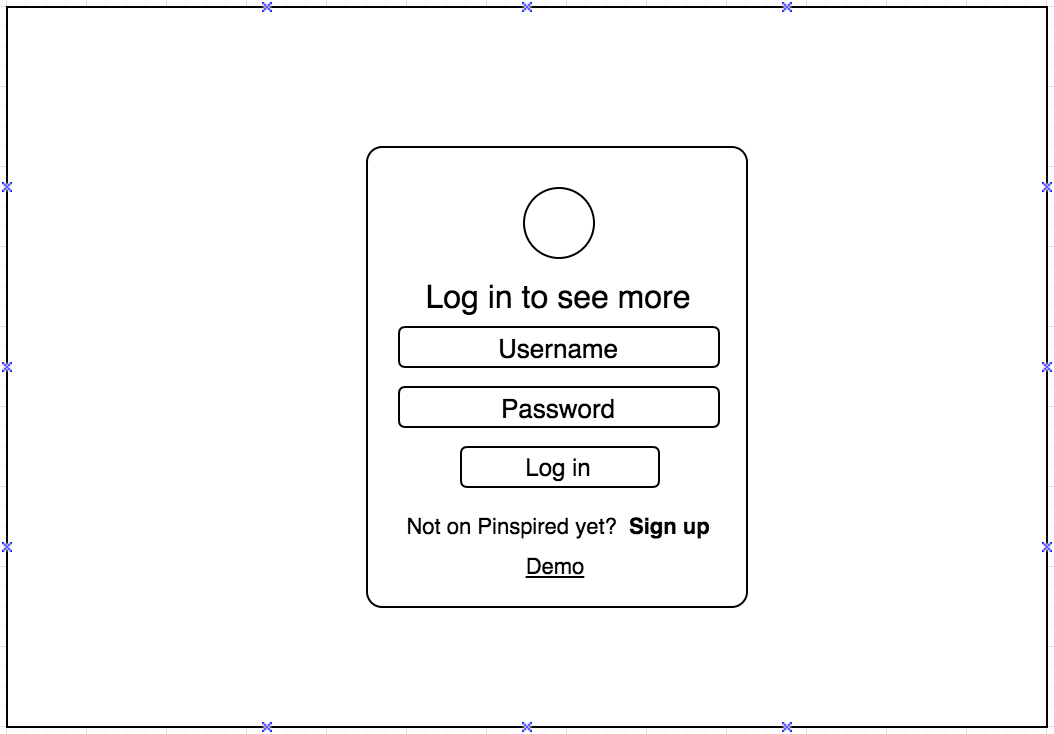 Log in to see more
Username
Password
Log in
Not on Pinspired yet? Sign up
Demo